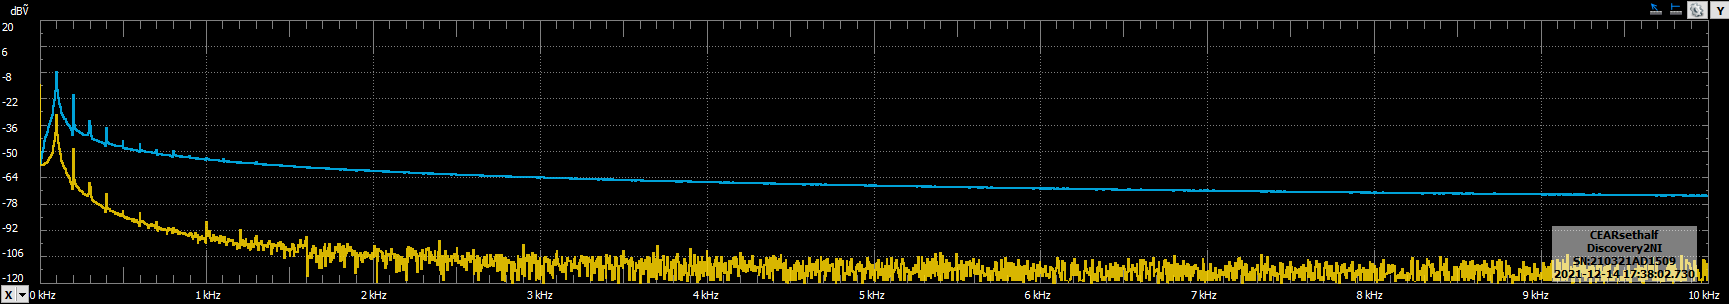 dBṼ
Y
20
6
-8
-22
-36
-50
-64
-78
-92
-106
-120
CEARsethalf
Discovery2NI
SN:210321AD1509
2021-12-14 17:38:02.730
X 0 kHz 1 kHz 2 kHz 3 kHz 4 kHz 5 kHz 6 kHz 7 kHz 8 kHz 9 kHz 10 kHz